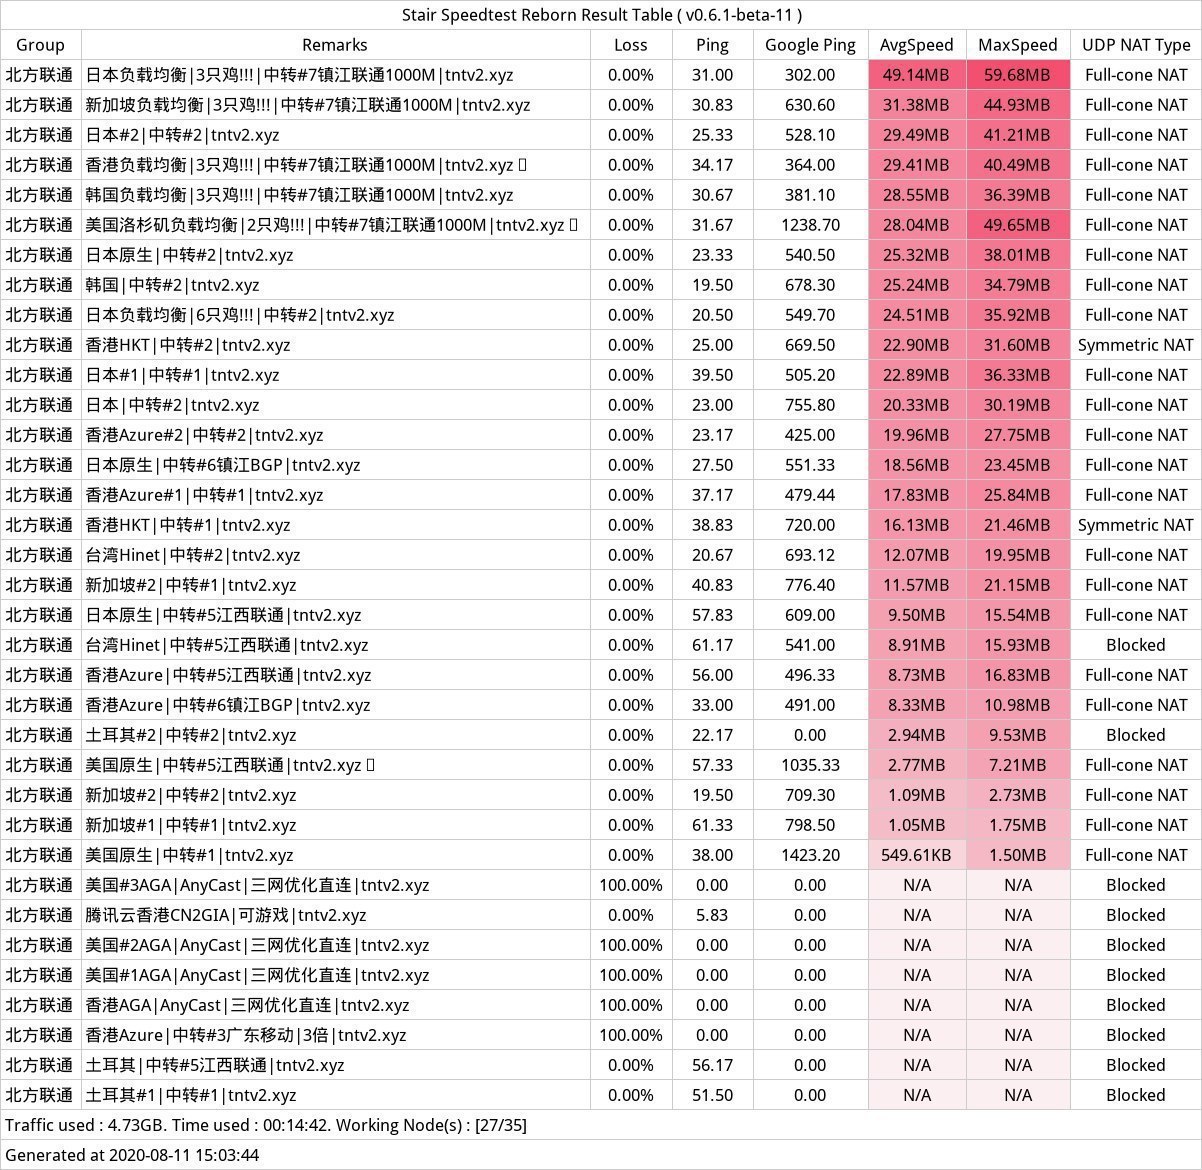 Stair Speedtest Reborn Result Table ( v0.6.1-beta-11 )
Group Remarks Loss Ping Google Ping AvgSpeed MaxSpeed UDP NAT Type
北方联通 日本负载均衡|3只鸡!!!|中转#7镇江联通1000M|tntv2.xyz 0.00% 31.00 302.00 49.14MB 59.68MB Full-cone NAT
北方联通 新加坡负载均衡|3只鸡!!!|中转#7镇江联通1000M|tntv2.xyz 0.00% 30.83 630.60 31.38MB 44.93MB Full-cone NAT
北方联通 日本#2|中转#2|tntv2.xyz 0.00% 25.33 528.10 29.49MB 41.21MB Full-cone NAT
北方联通 香港负载均衡|3只鸡!!!|中转#7镇江联通1000M|tntv2.xyz 0.00% 34.17 364.00 29.41MB 40.49MB Full-cone NAT
北方联通 韩国负载均衡|3只鸡!!!|中转#7镇江联通1000M|tntv2.xyz 0.00% 30.67 381.10 28.55MB 36.39MB Full-cone NAT
北方联通 美国洛杉矶负载均衡|2只鸡!!!|中转#7镇江联通1000M|tntv2.xyz 0.00% 31.67 1238.70 28.04MB 49.65MB Full-cone NAT
北方联通 日本原生|中转#2|tntv2.xyz 0.00% 23.33 540.50 25.32MB 38.01MB Full-cone NAT
北方联通 韩国|中转#2|tntv2.xyz 0.00% 19.50 678.30 25.24MB 34.79MB Full-cone NAT
北方联通 日本负载均衡|6只鸡!!!|中转#2|tntv2.xyz 0.00% 20.50 549.70 24.51MB 35.92MB Full-cone NAT
北方联通 香港HKT|中转#2|tntv2.xyz 0.00% 25.00 669.50 22.90MB 31.60MB Symmetric NAT
北方联通 日本#1|中转#1|tntv2.xyz 0.00% 39.50 505.20 22.89MB 36.33MB Full-cone NAT
北方联通 日本|中转#2|tntv2.xyz 0.00% 23.00 755.80 20.33MB 30.19MB Full-cone NAT
北方联通 香港Azure#2|中转#2|tntv2.xyz 0.00% 23.17 425.00 19.96MB 27.75MB Full-cone NAT
北方联通 日本原生|中转#6镇江BGP|tntv2.xyz 0.00% 27.50 551.33 18.56MB 23.45MB Full-cone NAT
北方联通 香港Azure#1|中转#1|tntv2.xyz 0.00% 37.17 479.44 17.83MB 25.84MB Full-cone NAT
北方联通 香港HKT|中转#1|tntv2.xyz 0.00% 38.83 720.00 16.13MB 21.46MB Symmetric NAT
北方联通 台湾Hinet|中转#2|tntv2.xyz 0.00% 20.67 693.12 12.07MB 19.95MB Full-cone NAT
北方联通 新加坡#2|中转#1|tntv2.xyz 0.00% 40.83 776.40 11.57MB 21.15MB Full-cone NAT
北方联通 日本原生|中转#5江西联通|tntv2.xyz 0.00% 57.83 609.00 9.50MB 15.54MB Full-cone NAT
北方联通 台湾Hinet|中转#5江西联通|tntv2.xyz 0.00% 61.17 541.00 8.91MB 15.93MB Blocked
北方联通 香港Azure|中转#5江西联通|tntv2.xyz 0.00% 56.00 496.33 8.73MB 16.83MB Full-cone NAT
北方联通 香港Azure|中转#6镇江BGP|tntv2.xyz 0.00% 33.00 491.00 8.33MB 10.98MB Full-cone NAT
北方联通 土耳其#2|中转#2|tntv2.xyz 0.00% 22.17 0.00 2.94MB 9.53MB Blocked
北方联通 美国原生|中转#5江西联通|tntv2.xyz 0.00% 57.33 1035.33 2.77MB 7.21MB Full-cone NAT
北方联通 新加坡#2|中转#2|tntv2.xyz 0.00% 19.50 709.30 1.09MB 2.73MB Full-cone NAT
北方联通 新加坡#1|中转#1|tntv2.xyz 0.00% 61.33 798.50 1.05MB 1.75MB Full-cone NAT
北方联通 美国原生|中转#1|tntv2.xyz 0.00% 38.00 1423.20 549.61KB 1.50MB Full-cone NAT
北方联通 美国#3AGA|AnyCast|三网优化直连|tntv2.xyz 100.00% 0.00 0.00 N/A N/A Blocked
北方联通 腾讯云香港CN2GIA|可游戏|tntv2.xyz 0.00% 5.83 0.00 N/A N/A Blocked
北方联通 美国#2AGA|AnyCast|三网优化直连|tntv2.xyz 100.00% 0.00 0.00 N/A N/A Blocked
北方联通 美国#1AGA|AnyCast|三网优化直连|tntv2.xyz 100.00% 0.00 0.00 N/A N/A Blocked
北方联通 香港AGA|AnyCast|三网优化直连|tntv2.xyz 100.00% 0.00 0.00 N/A N/A Blocked
北方联通 香港Azure|中转#3广东移动|3倍|tntv2.xyz 100.00% 0.00 0.00 N/A N/A Blocked
北方联通 土耳其|中转#5江西联通|tntv2.xyz 0.00% 56.17 0.00 N/A N/A Blocked
北方联通 土耳其#1|中转#1|tntv2.xyz 0.00% 51.50 0.00 N/A N/A Blocked
Traffic used : 4.73GB. Time used : 00:14:42. Working Node(s) : [27/35]
Generated at 2020-08-11 15:03:44